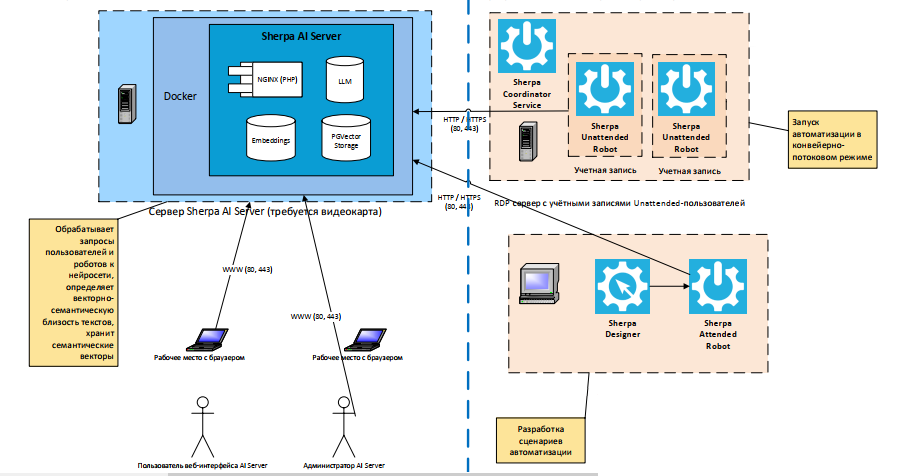 Sherpa AI Server
NGINX (PHP)
LLM
Docker
Embeddings
PGVector
Storage
Сервер Sherpa AI Server (требуется видеокарта)
Обрабатывает
запросы
пользователей и
роботов к
нейросети,
определяет
векторно-
семантическую
близость текстов,
хранит
семантические
векторы
WWW (80, 443)
WWW (80, 443)
Рабочее место с браузером
Рабочее место с браузером
Пользователь веб-интерфейса AI Server
Администратор AI Server
HTTP / HTTPS
(80, 443)
HTTP / HTTPS
(80, 443)
Sherpa
Coordinator
Service
Sherpa
Unattended
Robot
Sherpa
Unattended
Robot
Учетная запись
Учетная запись
RDP сервер с учётными записями Unattended-пользователей
Запуск
автоматизации в
конвейерно-
потоковом режиме
Sherpa
Designer
Sherpa
Attended
Robot
Разработка
сценариев
автоматизации